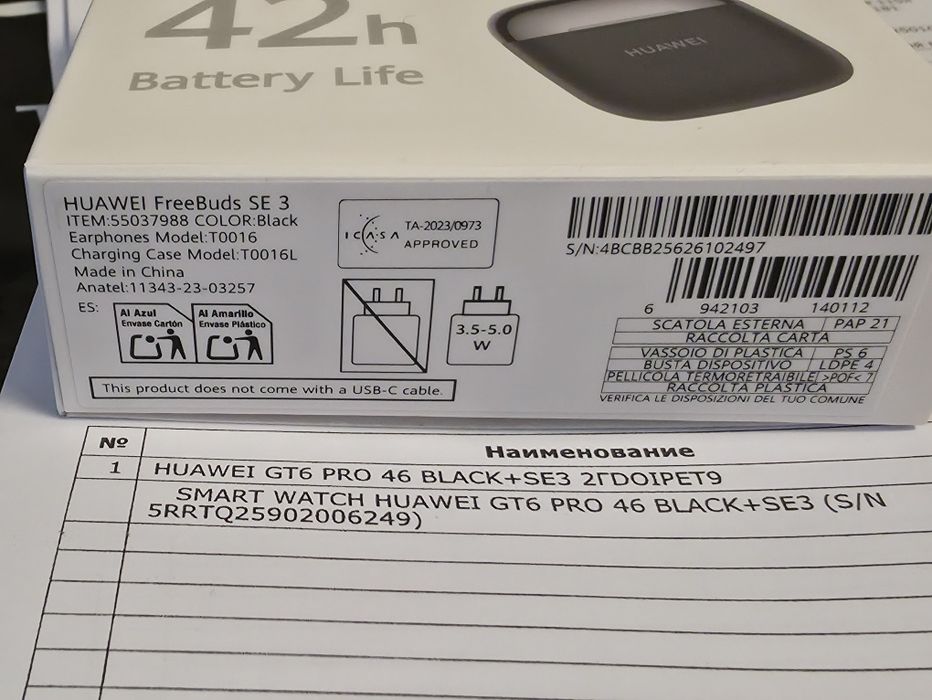 42h
Battery Life
HUAWEI
HUAWEI FreeBuds SE 3
ITEM:55037988 COLOR:Black
Earphones Model:T0016
Charging Case Model:T0016L
Made in China
Anatel:11343-23-03257
ES:
Al Azul
Envase Cartón
Al Amarillo
Envase Plástico
This product does not come with a USB-C cable.
ICASA
TA-2023/0973
APPROVED
3.5-5.0
W
S/N:4BCBB25626102497
6 942103 140112
SCATOLA ESTERNA PAP 21
RACCOLTA CARTA
VASSOIO DI PLASTICA PS 6
BUSTA DISPOSITIVO LDPE 4
PELLICOLA TERMORETRAIBILE >POF< 7
RACCOLTA PLASTICA
VERIFICA LE DISPOSIZIONI DEL TUO COMUNE
№ Наименование
1 HUAWEI GT6 PRO 46 BLACK+SE3 2ГDOIPET9
SMART WATCH HUAWEI GT6 PRO 46 BLACK+SE3 (S/N
5RRTQ25902006249)